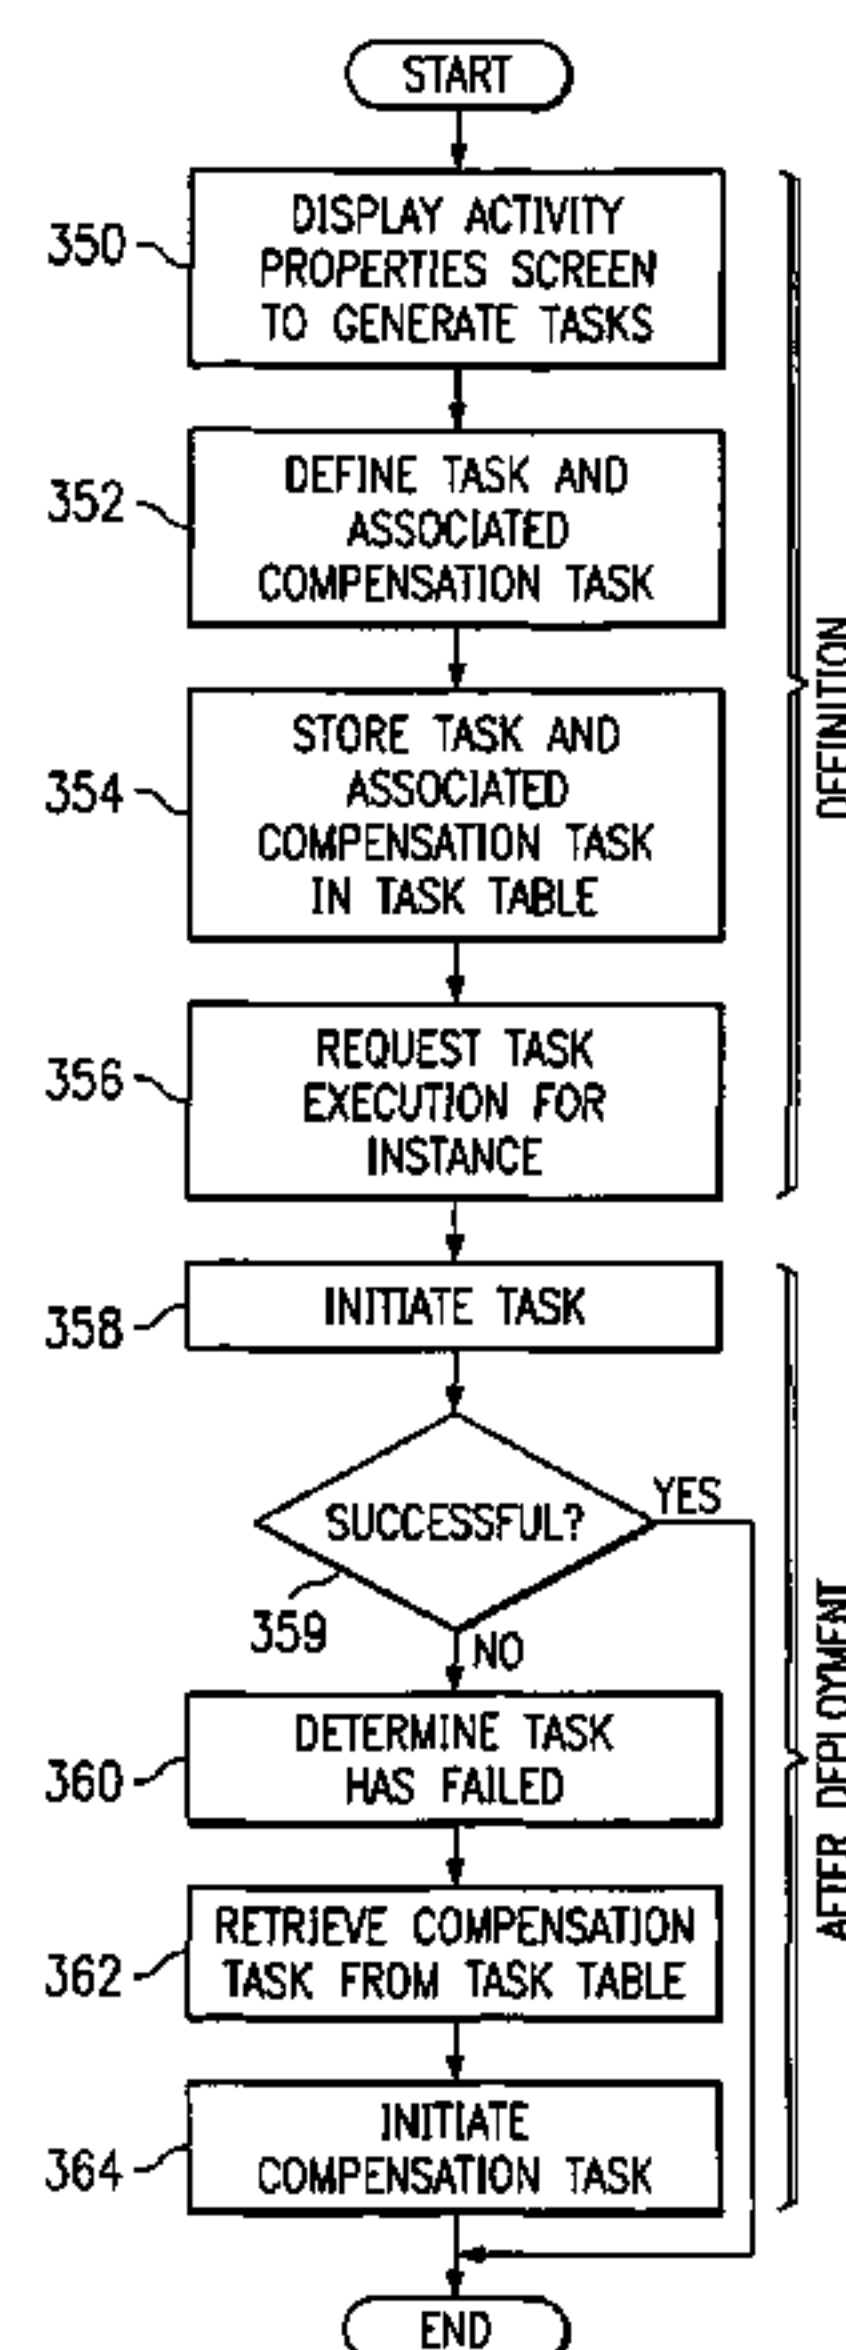 START
350
DISPLAY ACTIVITY
PROPERTIES SCREEN
TO GENERATE TASKS
352
DEFINE TASK AND
ASSOCIATED
COMPENSATION TASK
DEFINITION
354
STORE TASK AND
ASSOCIATED
COMPENSATION TASK
IN TASK TABLE
356
REQUEST TASK
EXECUTION FOR
INSTANCE
358
INITIATE TASK
SUCCESSFUL?
YES
359
NO
AFTER DEPLOYMENT
360
DETERMINE TASK
HAS FAILED
362
RETRIEVE COMPENSATION
TASK FROM TASK TABLE
364
INITIATE
COMPENSATION TASK
END